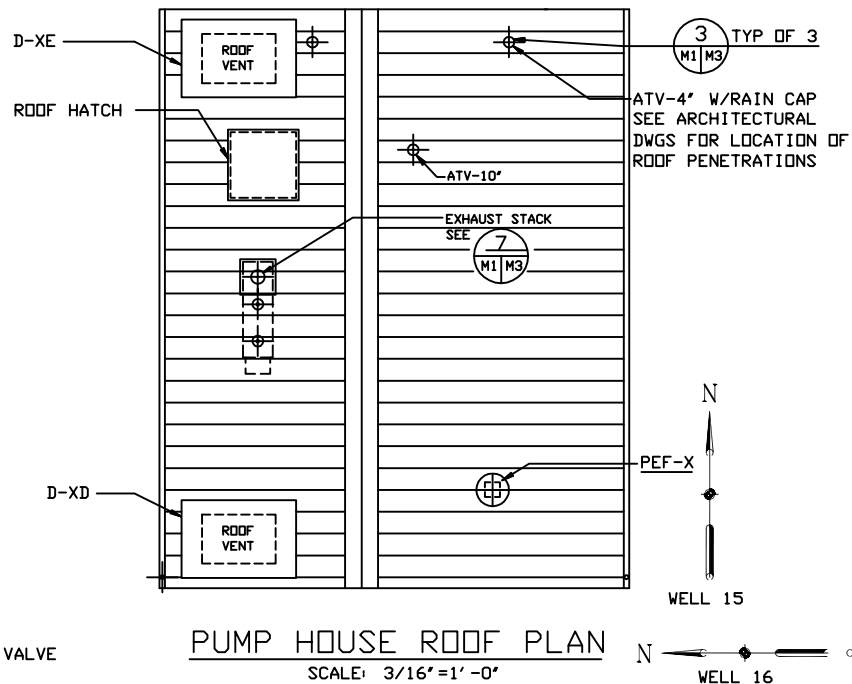 D-XE
ROOF
VENT
3
M1 M3
TYP OF 3
ROOF HATCH
ATV-4" W/RAIN CAP
SEE ARCHITECTURAL
DWGS FOR LOCATION OF
ROOF PENETRATIONS
ATV-10"
EXHAUST STACK
SEE
7
M1 M3
N
PEF-X
D-XD
ROOF
VENT
WELL 15
VALVE
PUMP HOUSE ROOF PLAN
SCALE: 3/16"=1'-0"
N
WELL 16